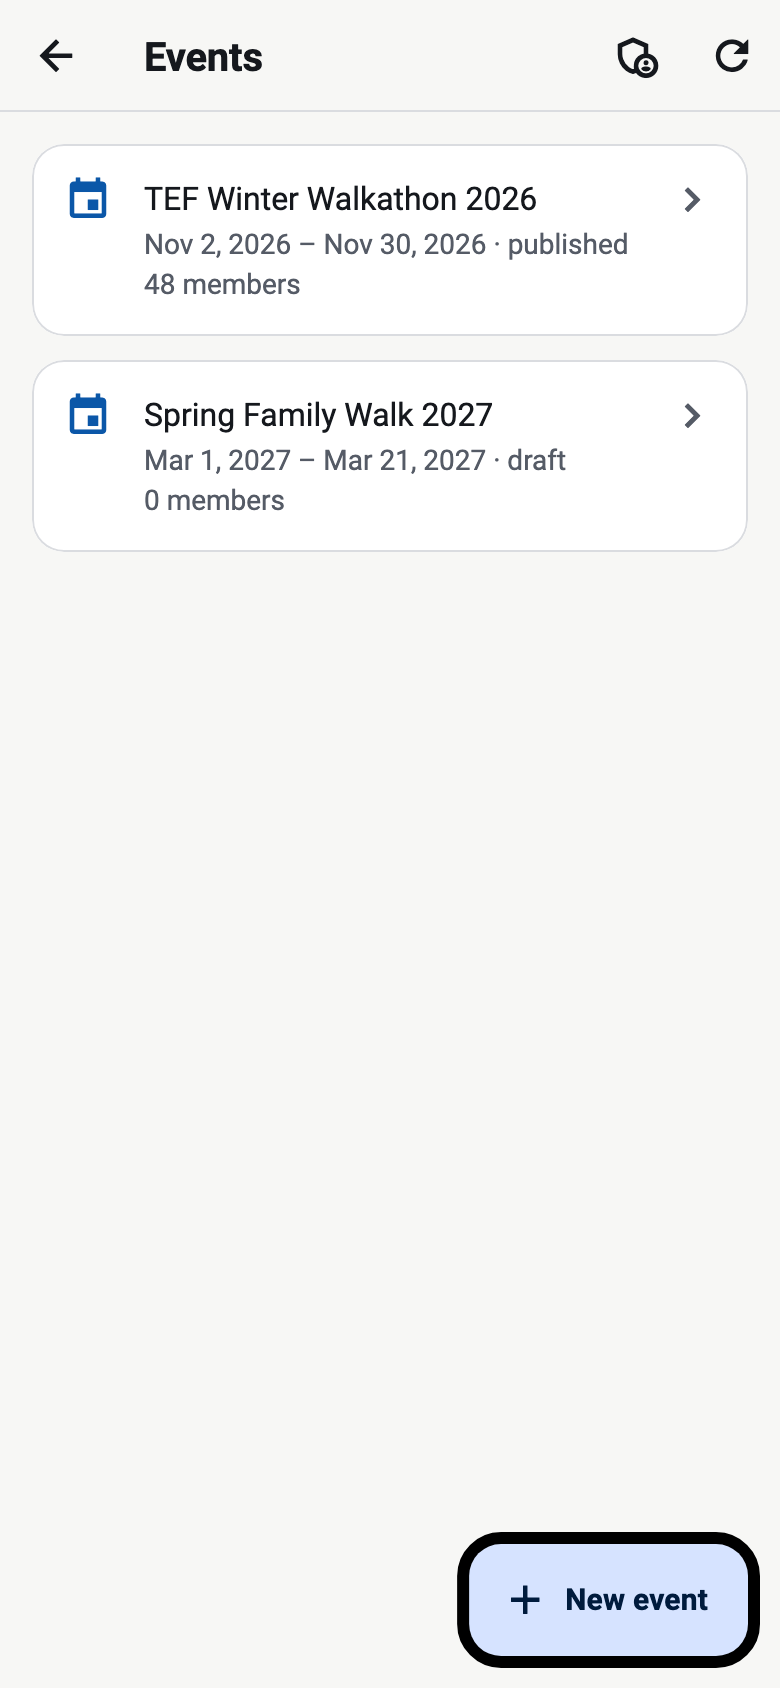 Events
TEF Winter Walkathon 2026
Nov 2, 2026 – Nov 30, 2026 · published
48 members
Spring Family Walk 2027
Mar 1, 2027 – Mar 21, 2027 · draft
0 members
New event